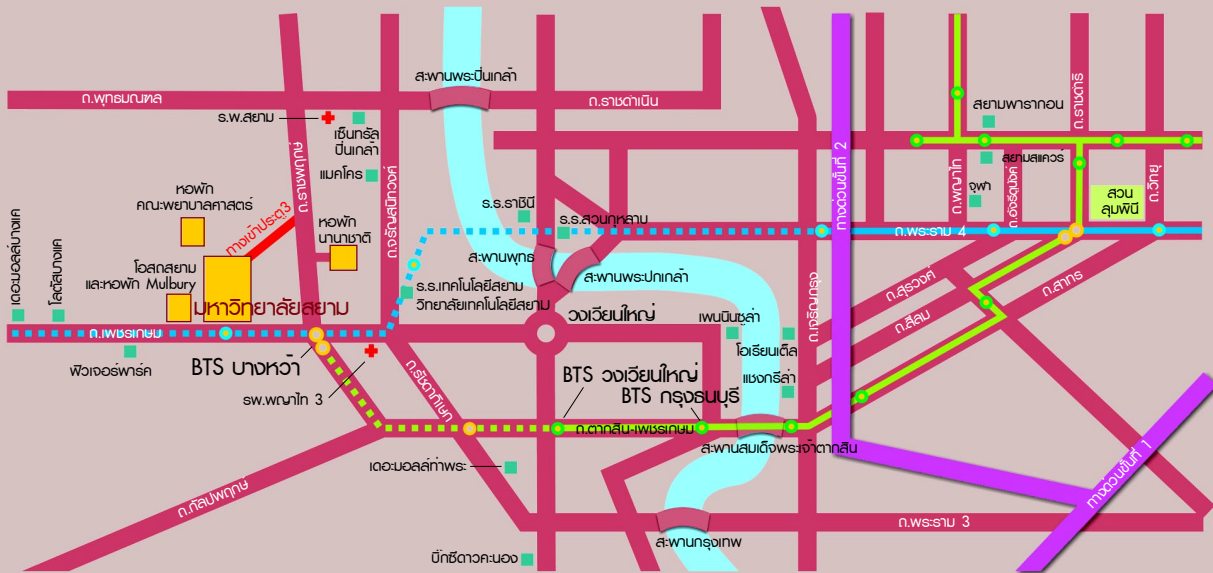 สะพานพระปิ่นเกล้า
ถ.พุทธมณฑล
ถ.ราชดำเนิน
สยามพารากอน
ถ.ราชดำริ
ร.พ.สยาม
เซ็นทรัล
ปิ่นเกล้า
แมคโคร
ถ.ราชพฤกษ์
ถ.จรัญสนิทวงศ์
ทางด่วนขั้นที่ 2
สยามสแควร์
จุฬา
ถ.พญาไท
ถ.อังรีดูนังต์
สวน
ลุมพินี
ถ.วิทยุ
หอพัก
คณะพยาบาลศาสตร์
ทางเข้าประตู3
หอพัก
นานาชาติ
ร.ร.ราชินี
ร.ร.สวนกุหลาบ
ถ.พระราม 4
สะพานพุทธ
สะพานพระปกเกล้า
เดอะมอลล์บางแค
โลตัสบางแค
โอสถสยาม
และหอพัก Mulbury
มหาวิทยาลัยสยาม
ร.ร.เทคโนโลยีสยาม
วิทยาลัยเทคโนโลยีสยาม
ถ.เจริญกรุง
ถ.สุรวงศ์
ถ.สีลม
ถ.สาทร
ถ.เพชรเกษม
วงเวียนใหญ่
เพนนินซูล่า
โอเรียนเต็ล
แชงกรีล่า
ฟิวเจอร์พาร์ค
BTS บางหว้า
รพ.พญาไท 3
ถ.รัชดาภิเษก
BTS วงเวียนใหญ่
BTS กรุงธนบุรี
ถ.ตากสิน-เพชรเกษม
สะพานสมเด็จพระเจ้าตากสิน
เดอะมอลล์ท่าพระ
ถ.กัลปพฤกษ์
ถ.พระราม 3
ทางด่วนขั้นที่ 1
สะพานกรุงเทพ
บิ๊กซีดาวคะนอง